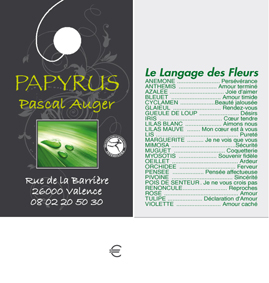 PAPYRUS
Pascal Auger
Rue de la Barrière
26000 Valence
08 02 20 50 30
Le Langage des Fleurs
ANEMONE ... Persévérance
ANTHEMIS ... Amour terminé
AZALEE ... Joie d'aimer
BLEUET ... Amour timide
CYCLAMEN ... Beauté jalousée
GLAIEUL ... Rendez-vous
GUEULE DE LOUP ... Désirs
IRIS ... Cœur tendre
LILAS BLANC ... Aimons nous
LILAS MAUVE ... Mon cœur est à vous
LIS ... Pureté
MARGUERITE ... Je ne vois que vous
MIMOSA ... Sécurité
MUGUET ... Coquetterie
MYOSOTIS ... Souvenir fidèle
OEILLET ... Ardeur
ORCHIDEE ... Ferveur
PENSEE ... Pensée affectueuse
PIVOINE ... Sincérité
POIS DE SENTEUR. Je ne vous crois pas
RENONCULE ... Reproches
ROSE ... Amour
TULIPE ... Déclaration d'Amour
VIOLETTE ... Amour caché
€